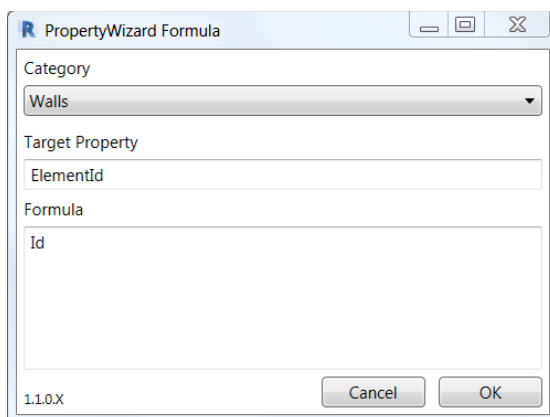 PropertyWizard Formula
Category
Walls
Target Property
ElementId
Formula
Id
1.1.0.X
Cancel
OK